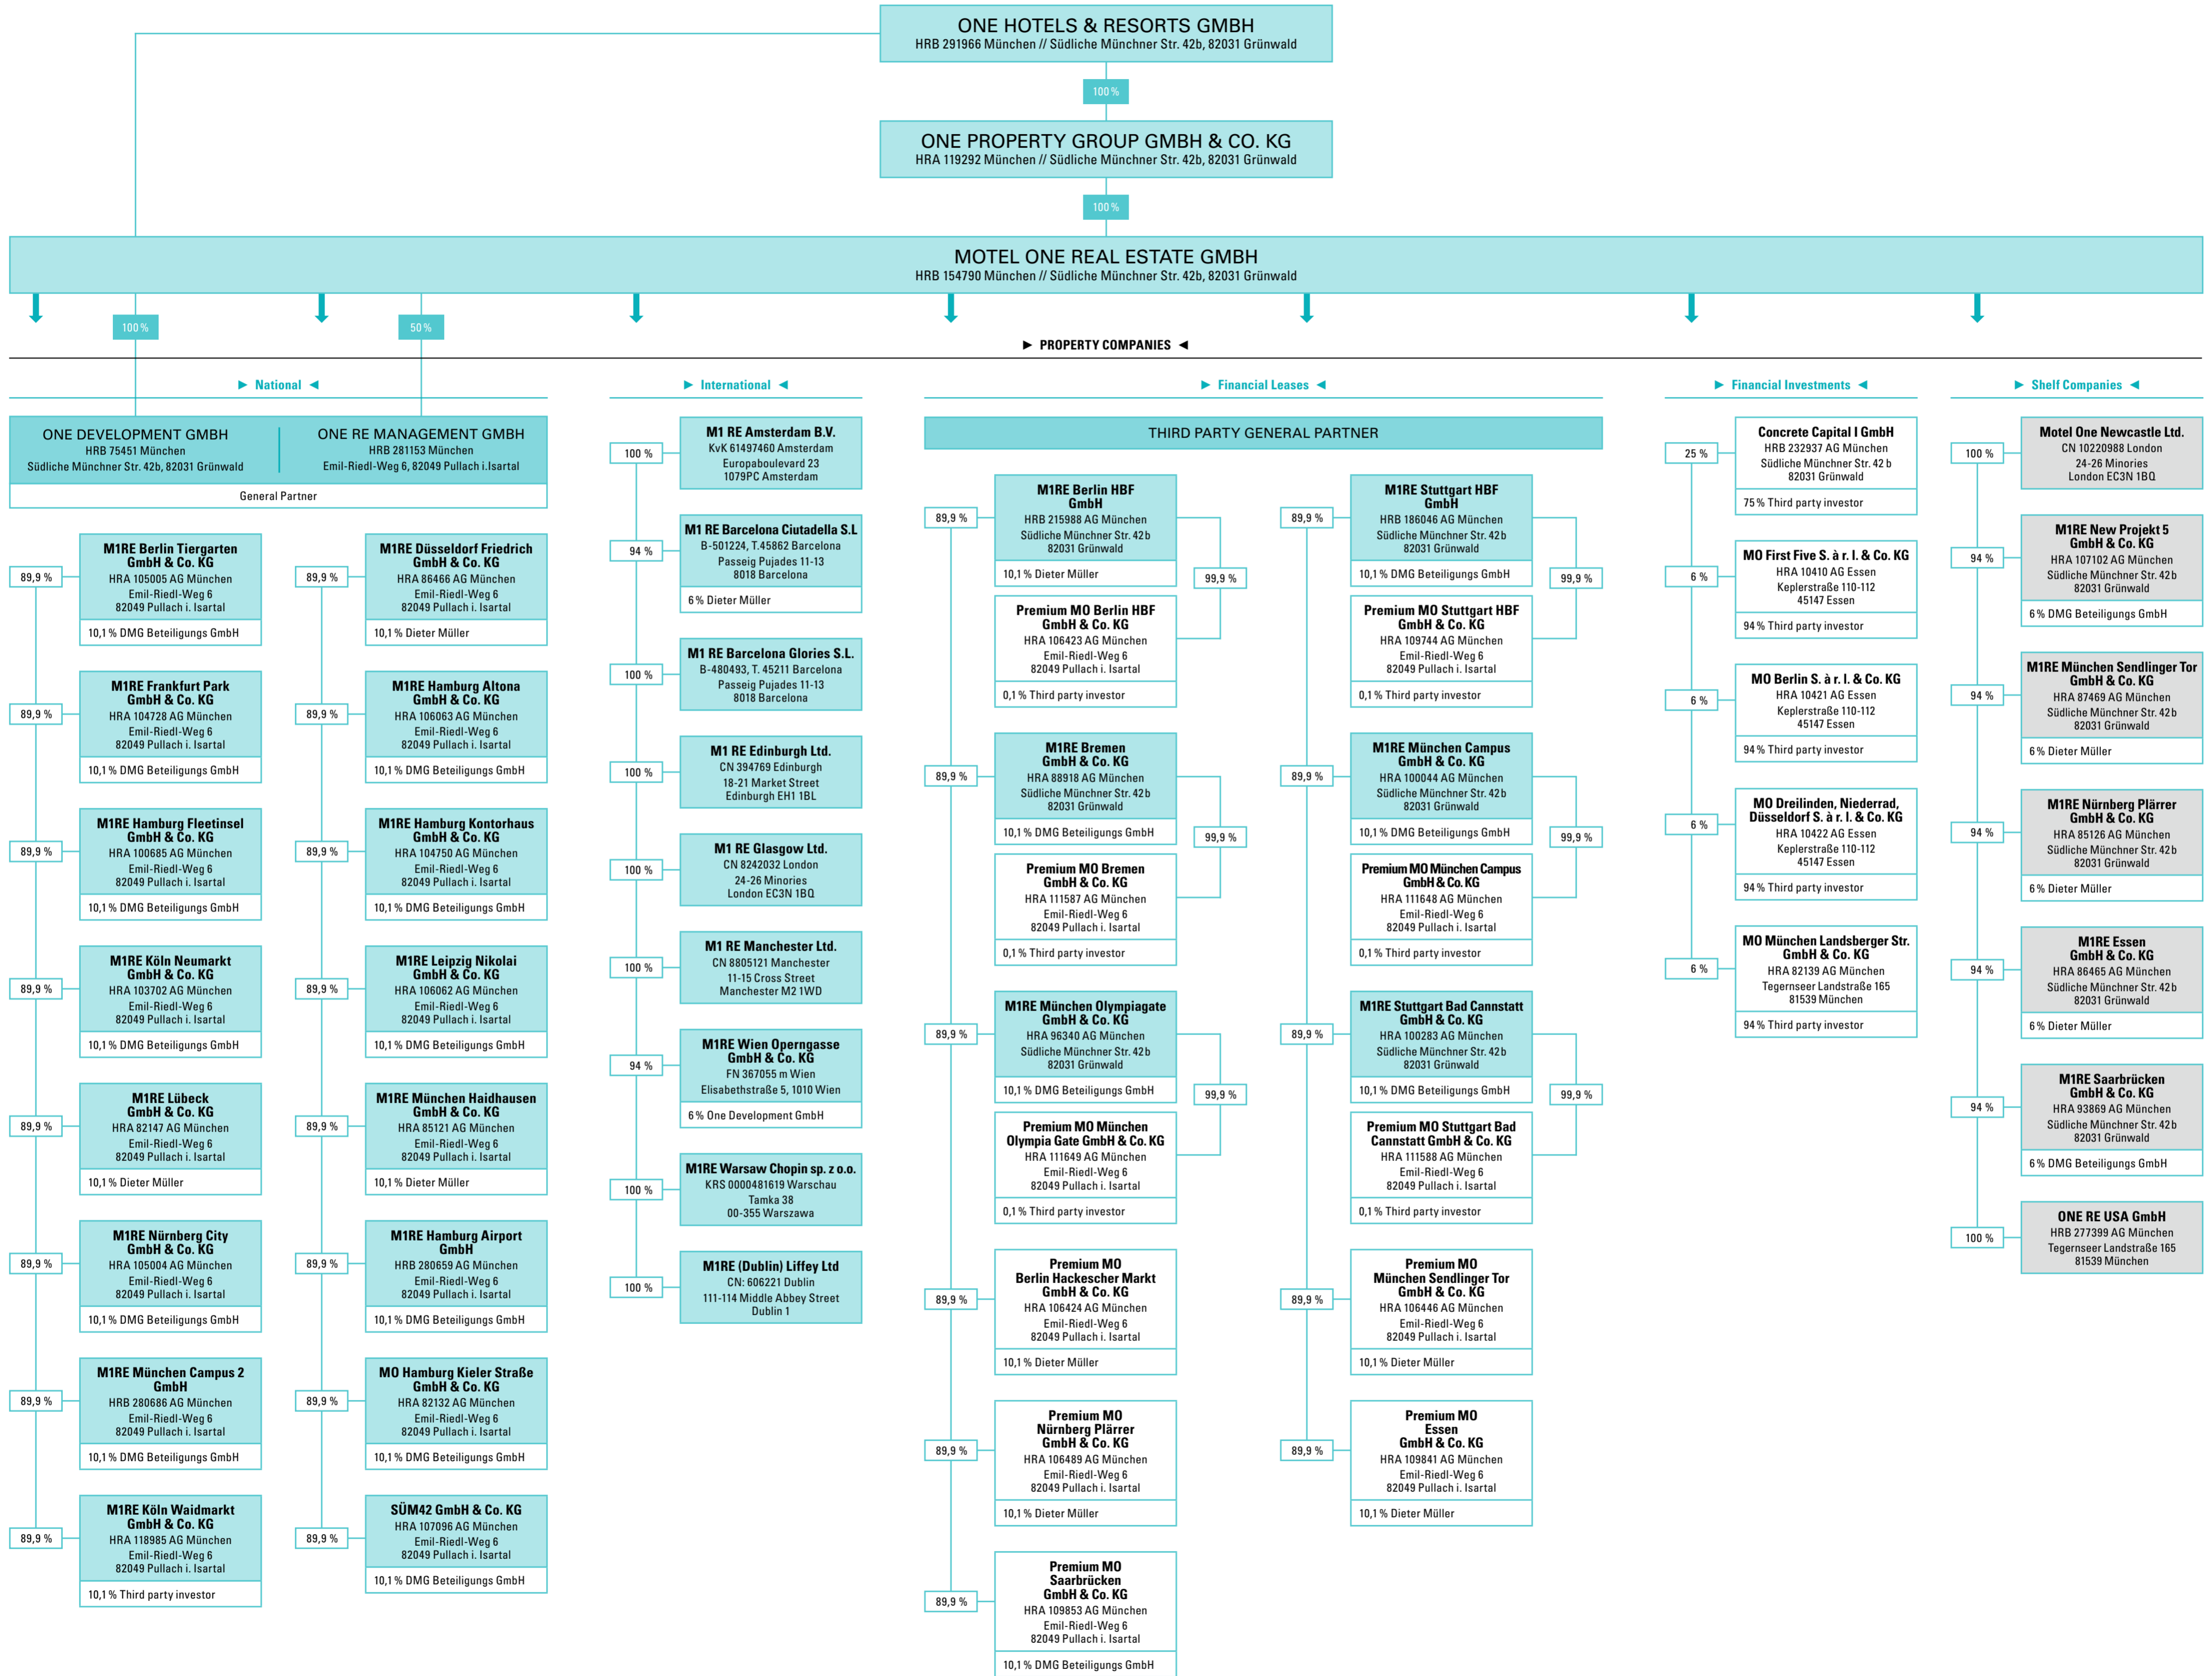 ONE HOTELS & RESORTS GMBH
HRB 291966 München // Südliche Münchner Str. 42b, 82031 Grünwald
100 %
ONE PROPERTY GROUP GMBH & CO. KG
HRA 119292 München // Südliche Münchner Str. 42b, 82031 Grünwald
100 %
MOTEL ONE REAL ESTATE GMBH
HRB 154790 München // Südliche Münchner Str. 42b, 82031 Grünwald
100 %
50 %
► PROPERTY COMPANIES ◄
► National ◄
ONE DEVELOPMENT GMBH
HRB 75451 München
Südliche Münchner Str. 42b, 82031 Grünwald
ONE RE MANAGEMENT GMBH
HRB 281153 München
Emil-Riedl-Weg 6, 82049 Pullach i.Isartal
General Partner
89,9 %
M1RE Berlin Tiergarten
GmbH & Co. KG
HRA 105005 AG München
Emil-Riedl-Weg 6
82049 Pullach i. Isartal
10,1 % DMG Beteiligungs GmbH
89,9 %
M1RE Frankfurt Park
GmbH & Co. KG
HRA 104728 AG München
Emil-Riedl-Weg 6
82049 Pullach i. Isartal
10,1 % DMG Beteiligungs GmbH
89,9 %
M1RE Hamburg Fleetinsel
GmbH & Co. KG
HRA 100685 AG München
Emil-Riedl-Weg 6
82049 Pullach i. Isartal
10,1 % DMG Beteiligungs GmbH
89,9 %
M1RE Köln Neumarkt
GmbH & Co. KG
HRA 103702 AG München
Emil-Riedl-Weg 6
82049 Pullach i. Isartal
10,1 % DMG Beteiligungs GmbH
89,9 %
M1RE Lübeck
GmbH & Co. KG
HRA 82147 AG München
Emil-Riedl-Weg 6
82049 Pullach i. Isartal
10,1 % Dieter Müller
89,9 %
M1RE Nürnberg City
GmbH & Co. KG
HRA 105004 AG München
Emil-Riedl-Weg 6
82049 Pullach i. Isartal
10,1 % DMG Beteiligungs GmbH
89,9 %
M1RE München Campus 2
GmbH
HRB 280686 AG München
Emil-Riedl-Weg 6
82049 Pullach i. Isartal
10,1 % DMG Beteiligungs GmbH
89,9 %
M1RE Köln Waidmarkt
GmbH & Co. KG
HRA 118985 AG München
Emil-Riedl-Weg 6
82049 Pullach i. Isartal
10,1 % Third party investor
89,9 %
M1RE Düsseldorf Friedrich
GmbH & Co. KG
HRA 86466 AG München
Emil-Riedl-Weg 6
82049 Pullach i. Isartal
10,1 % Dieter Müller
89,9 %
M1RE Hamburg Altona
GmbH & Co. KG
HRA 106063 AG München
Emil-Riedl-Weg 6
82049 Pullach i. Isartal
10,1 % DMG Beteiligungs GmbH
89,9 %
M1RE Hamburg Kontorhaus
GmbH & Co. KG
HRA 104750 AG München
Emil-Riedl-Weg 6
82049 Pullach i. Isartal
10,1 % DMG Beteiligungs GmbH
89,9 %
M1RE Leipzig Nikolai
GmbH & Co. KG
HRA 106062 AG München
Emil-Riedl-Weg 6
82049 Pullach i. Isartal
10,1 % DMG Beteiligungs GmbH
89,9 %
M1RE München Haidhausen
GmbH & Co. KG
HRA 85121 AG München
Emil-Riedl-Weg 6
82049 Pullach i. Isartal
10,1 % Dieter Müller
89,9 %
M1RE Hamburg Airport
GmbH
HRB 280659 AG München
Emil-Riedl-Weg 6
82049 Pullach i. Isartal
10,1 % DMG Beteiligungs GmbH
89,9 %
MO Hamburg Kieler Straße
GmbH & Co. KG
HRA 82132 AG München
Emil-Riedl-Weg 6
82049 Pullach i. Isartal
10,1 % DMG Beteiligungs GmbH
89,9 %
SÜM42 GmbH & Co. KG
HRA 107096 AG München
Emil-Riedl-Weg 6
82049 Pullach i. Isartal
10,1 % DMG Beteiligungs GmbH
► International ◄
100 %
M1 RE Amsterdam B.V.
KvK 61497460 Amsterdam
Europaboulevard 23
1079PC Amsterdam
94 %
M1 RE Barcelona Ciutadella S.L
B-501224, T.45862 Barcelona
Passeig Pujades 11-13
8018 Barcelona
6 % Dieter Müller
100 %
M1 RE Barcelona Glories S.L.
B-480493, T. 45211 Barcelona
Passeig Pujades 11-13
8018 Barcelona
100 %
M1 RE Edinburgh Ltd.
CN 394769 Edinburgh
18-21 Market Street
Edinburgh EH1 1BL
100 %
M1 RE Glasgow Ltd.
CN 8242032 London
24-26 Minories
London EC3N 1BQ
100 %
M1 RE Manchester Ltd.
CN 8805121 Manchester
11-15 Cross Street
Manchester M2 1WD
94 %
M1RE Wien Operngasse
GmbH & Co. KG
FN 367055 m Wien
Elisabethstraße 5, 1010 Wien
6 % One Development GmbH
100 %
M1RE Warsaw Chopin sp. z o.o.
KRS 0000481619 Warschau
Tamka 38
00-355 Warszawa
100 %
M1RE (Dublin) Liffey Ltd
CN: 606221 Dublin
111-114 Middle Abbey Street
Dublin 1
► Financial Leases ◄
THIRD PARTY GENERAL PARTNER
89,9 %
M1RE Berlin HBF
GmbH
HRB 215988 AG München
Südliche Münchner Str. 42b
82031 Grünwald
10,1 % Dieter Müller
99,9 %
Premium MO Berlin HBF
GmbH & Co. KG
HRA 106423 AG München
Emil-Riedl-Weg 6
82049 Pullach i. Isartal
0,1 % Third party investor
89,9 %
M1RE Bremen
GmbH & Co. KG
HRA 88918 AG München
Südliche Münchner Str. 42b
82031 Grünwald
10,1 % DMG Beteiligungs GmbH
99,9 %
Premium MO Bremen
GmbH & Co. KG
HRA 111587 AG München
Emil-Riedl-Weg 6
82049 Pullach i. Isartal
0,1 % Third party investor
89,9 %
M1RE München Olympiagate
GmbH & Co. KG
HRA 96340 AG München
Südliche Münchner Str. 42b
82031 Grünwald
10,1 % DMG Beteiligungs GmbH
99,9 %
Premium MO München
Olympia Gate GmbH & Co. KG
HRA 111649 AG München
Emil-Riedl-Weg 6
82049 Pullach i. Isartal
0,1 % Third party investor
89,9 %
Premium MO
Berlin Hackescher Markt
GmbH & Co. KG
HRA 106424 AG München
Emil-Riedl-Weg 6
82049 Pullach i. Isartal
10,1 % Dieter Müller
89,9 %
Premium MO
Nürnberg Plärrer
GmbH & Co. KG
HRA 106489 AG München
Emil-Riedl-Weg 6
82049 Pullach i. Isartal
10,1 % Dieter Müller
89,9 %
Premium MO
Saarbrücken
GmbH & Co. KG
HRA 109853 AG München
Emil-Riedl-Weg 6
82049 Pullach i. Isartal
10,1 % DMG Beteiligungs GmbH
89,9 %
M1RE Stuttgart HBF
GmbH
HRB 186046 AG München
Südliche Münchner Str. 42b
82031 Grünwald
10,1 % DMG Beteiligungs GmbH
99,9 %
Premium MO Stuttgart HBF
GmbH & Co. KG
HRA 109744 AG München
Emil-Riedl-Weg 6
82049 Pullach i. Isartal
0,1 % Third party investor
89,9 %
M1RE München Campus
GmbH & Co. KG
HRA 100044 AG München
Südliche Münchner Str. 42b
82031 Grünwald
10,1 % DMG Beteiligungs GmbH
99,9 %
Premium MO München Campus
GmbH & Co. KG
HRA 111648 AG München
Emil-Riedl-Weg 6
82049 Pullach i. Isartal
0,1 % Third party investor
89,9 %
M1RE Stuttgart Bad Cannstatt
GmbH & Co. KG
HRA 100283 AG München
Südliche Münchner Str. 42b
82031 Grünwald
10,1 % DMG Beteiligungs GmbH
99,9 %
Premium MO Stuttgart Bad
Cannstatt GmbH & Co. KG
HRA 111588 AG München
Emil-Riedl-Weg 6
82049 Pullach i. Isartal
0,1 % Third party investor
89,9 %
Premium MO
München Sendlinger Tor
GmbH & Co. KG
HRA 106446 AG München
Emil-Riedl-Weg 6
82049 Pullach i. Isartal
10,1 % Dieter Müller
89,9 %
Premium MO
Essen
GmbH & Co. KG
HRA 109841 AG München
Emil-Riedl-Weg 6
82049 Pullach i. Isartal
10,1 % Dieter Müller
► Financial Investments ◄
25 %
Concrete Capital I GmbH
HRB 232937 AG München
Südliche Münchner Str. 42 b
82031 Grünwald
75 % Third party investor
6 %
MO First Five S. à r. l. & Co. KG
HRA 10410 AG Essen
Keplerstraße 110-112
45147 Essen
94 % Third party investor
6 %
MO Berlin S. à r. l. & Co. KG
HRA 10421 AG Essen
Keplerstraße 110-112
45147 Essen
94 % Third party investor
6 %
MO Dreilinden, Niederrad,
Düsseldorf S. à r. l. & Co. KG
HRA 10422 AG Essen
Keplerstraße 110-112
45147 Essen
94 % Third party investor
6 %
MO München Landsberger Str.
GmbH & Co. KG
HRA 82139 AG München
Tegernseer Landstraße 165
81539 München
94 % Third party investor
► Shelf Companies ◄
100 %
Motel One Newcastle Ltd.
CN 10220988 London
24-26 Minories
London EC3N 1BQ
94 %
M1RE New Projekt 5
GmbH & Co. KG
HRA 107102 AG München
Südliche Münchner Str. 42b
82031 Grünwald
6 % DMG Beteiligungs GmbH
94 %
M1RE München Sendlinger Tor
GmbH & Co. KG
HRA 87469 AG München
Südliche Münchner Str. 42b
82031 Grünwald
6 % Dieter Müller
94 %
M1RE Nürnberg Plärrer
GmbH & Co. KG
HRA 85126 AG München
Südliche Münchner Str. 42b
82031 Grünwald
6 % Dieter Müller
94 %
M1RE Essen
GmbH & Co. KG
HRA 86465 AG München
Südliche Münchner Str. 42b
82031 Grünwald
6 % Dieter Müller
94 %
M1RE Saarbrücken
GmbH & Co. KG
HRA 93869 AG München
Südliche Münchner Str. 42b
82031 Grünwald
6 % DMG Beteiligungs GmbH
100 %
ONE RE USA GmbH
HRB 277399 AG München
Tegernseer Landstraße 165
81539 München